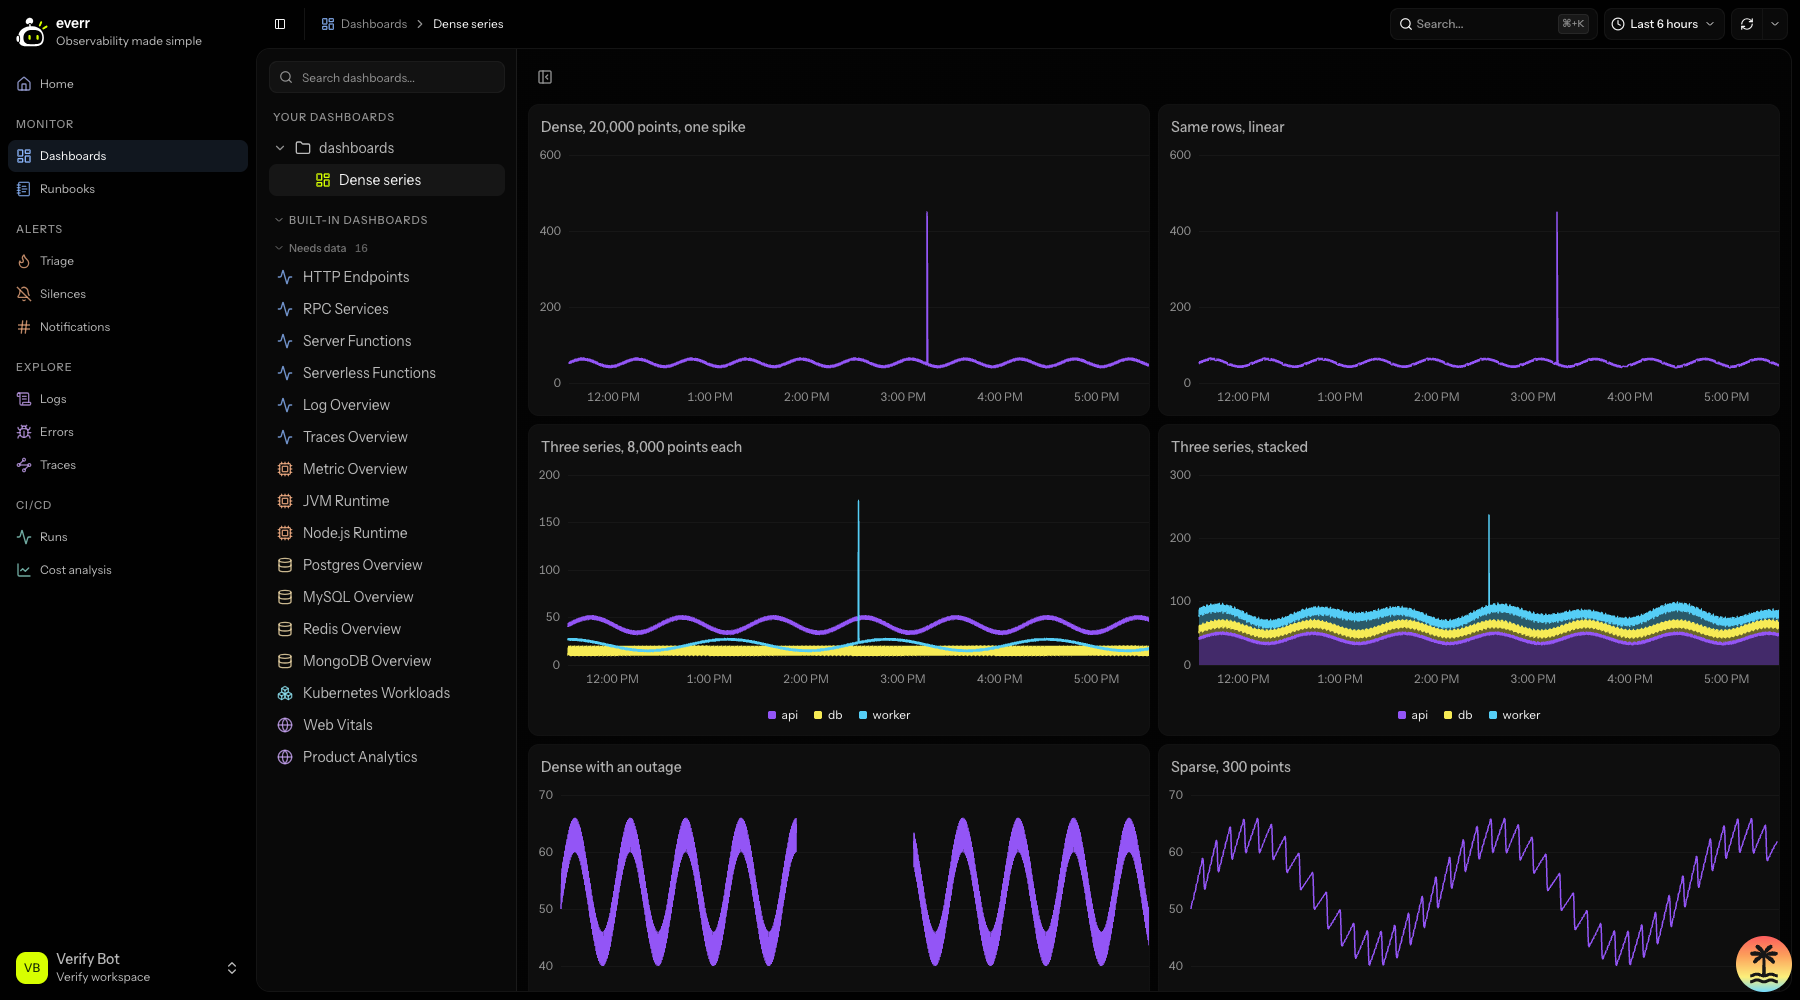 everr
Observability made simple
Home
MONITOR
Dashboards
Runbooks
ALERTS
Triage
Silences
Notifications
EXPLORE
Logs
Errors
Traces
CI/CD
Runs
Cost analysis
VB
Verify Bot
Verify workspace
Dashboards
Dense series
Search...
⌘+K
Last 6 hours
Search dashboards...
YOUR DASHBOARDS
dashboards
Dense series
BUILT-IN DASHBOARDS
Needs data 16
HTTP Endpoints
RPC Services
Server Functions
Serverless Functions
Log Overview
Traces Overview
Metric Overview
JVM Runtime
Node.js Runtime
Postgres Overview
MySQL Overview
Redis Overview
MongoDB Overview
Kubernetes Workloads
Web Vitals
Product Analytics
Dense, 20,000 points, one spike
600
400
200
0
12:00 PM 1:00 PM 2:00 PM 3:00 PM 4:00 PM 5:00 PM
Same rows, linear
600
400
200
0
12:00 PM 1:00 PM 2:00 PM 3:00 PM 4:00 PM 5:00 PM
Three series, 8,000 points each
200
150
100
50
0
12:00 PM 1:00 PM 2:00 PM 3:00 PM 4:00 PM 5:00 PM
api db worker
Three series, stacked
300
200
100
0
12:00 PM 1:00 PM 2:00 PM 3:00 PM 4:00 PM 5:00 PM
api db worker
Dense with an outage
70
60
50
40
Sparse, 300 points
70
60
50
40